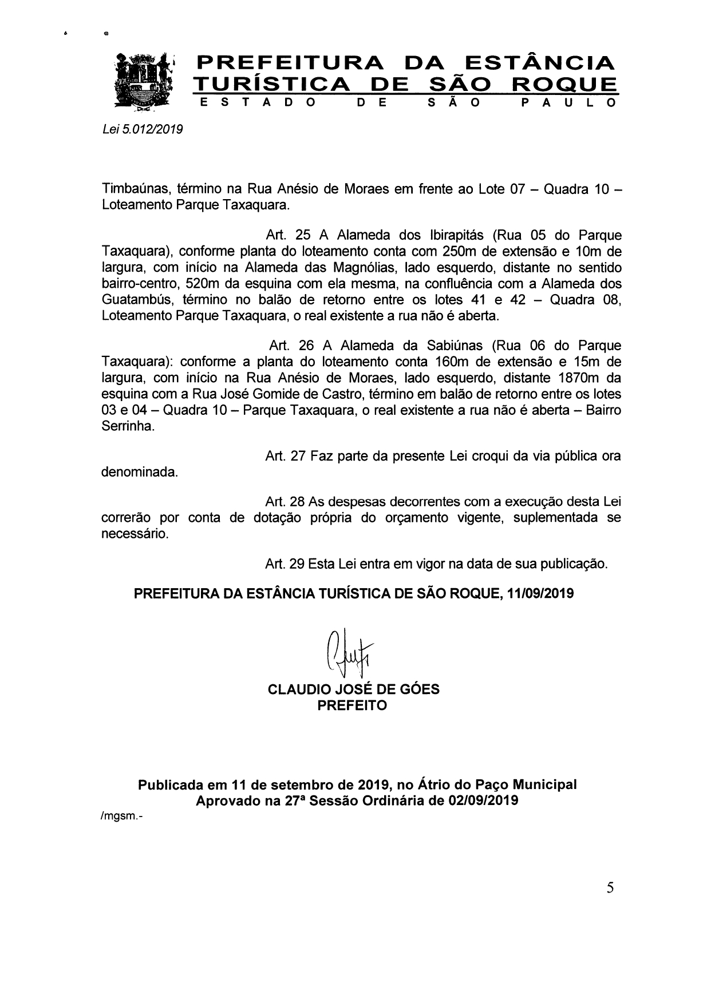 PREFEITURA DA ESTÂNCIA
TURÍSTICA DE SÃO ROQUE
ESTADO DE SÃO PAULO
Lei 5.012/2019
Timbaúnas, término na Rua Anésio de Moraes em frente ao Lote 07 – Quadra 10 –
Loteamento Parque Taxaquara.
Art. 25 A Alameda dos Ibirapitás (Rua 05 do Parque
Taxaquara), conforme planta do loteamento conta com 250m de extensão e 10m de
largura, com início na Alameda das Magnólias, lado esquerdo, distante no sentido
bairro-centro, 520m da esquina com ela mesma, na confluência com a Alameda dos
Guatambús, término no balão de retorno entre os lotes 41 e 42 – Quadra 08,
Loteamento Parque Taxaquara, o real existente a rua não é aberta.
Art. 26 A Alameda da Sabiúnas (Rua 06 do Parque
Taxaquara): conforme a planta do loteamento conta 160m de extensão e 15m de
largura, com início na Rua Anésio de Moraes, lado esquerdo, distante 1870m da
esquina com a Rua José Gomide de Castro, término em balão de retorno entre os lotes
03 e 04 – Quadra 10 – Parque Taxaquara, o real existente a rua não é aberta – Bairro
Serrinha.
Art. 27 Faz parte da presente Lei croqui da via pública ora
denominada.
Art. 28 As despesas decorrentes com a execução desta Lei
correrão por conta de dotação própria do orçamento vigente, suplementada se
necessário.
Art. 29 Esta Lei entra em vigor na data de sua publicação.
PREFEITURA DA ESTÂNCIA TURÍSTICA DE SÃO ROQUE, 11/09/2019
CLAUDIO JOSÉ DE GÓES
PREFEITO
Publicada em 11 de setembro de 2019, no Átrio do Paço Municipal
Aprovado na 27ª Sessão Ordinária de 02/09/2019
/mgsm.-
5